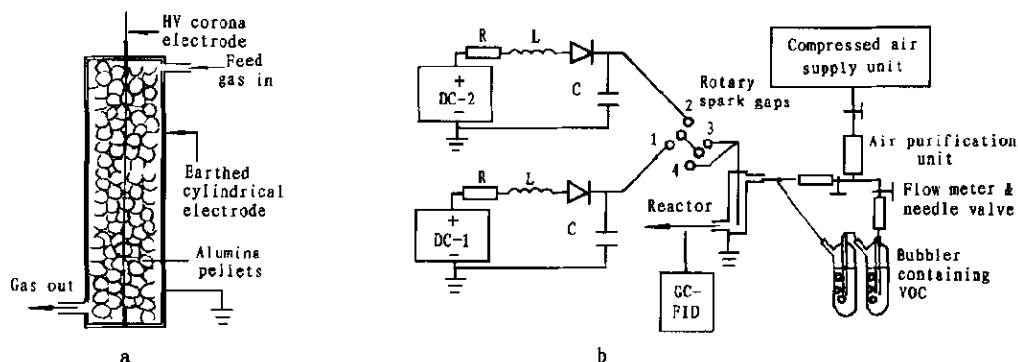 HV corona
electrode
Feed gas
in
Earthed
cylindrical
electrode
Alumina
pellets
Gas out
a
R
L
C
+
DC-2
−
R
L
C
+
DC-1
−
Rotary
spark gaps
1
2
3
4
Reactor
GC-
FID
Compressed air
supply unit
Air purification
unit
Flow meter &
needle valve
Bubbler
containing
VOC
b